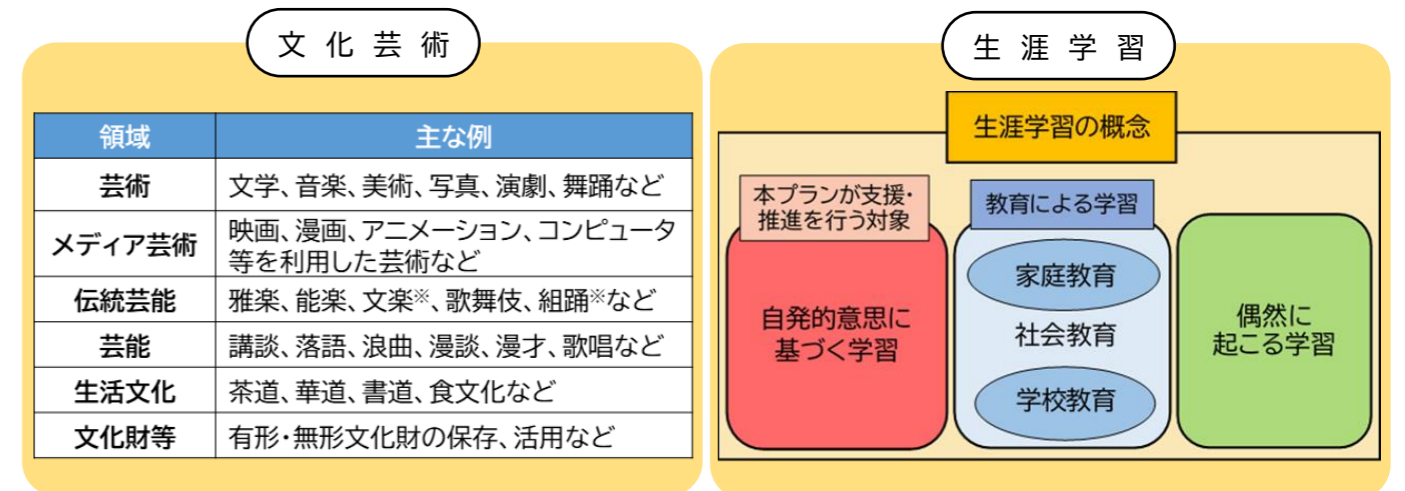 文化芸術
領域 主な例
芸術 文学、音楽、美術、写真、演劇、舞踊など
メディア芸術 映画、漫画、アニメーション、コンピュータ
等を利用した芸術など
伝統芸能 雅楽、能楽、文楽※、歌舞伎、組踊※など
芸能 講談、落語、浪曲、漫談、漫才、歌唱など
生活文化 茶道、華道、書道、食文化など
文化財等 有形・無形文化財の保存、活用など
生涯学習
生涯学習の概念
本プランが支援・
推進を行う対象
自発的意思に
基づく学習
教育による学習
家庭教育
社会教育
学校教育
偶然に
起こる学習